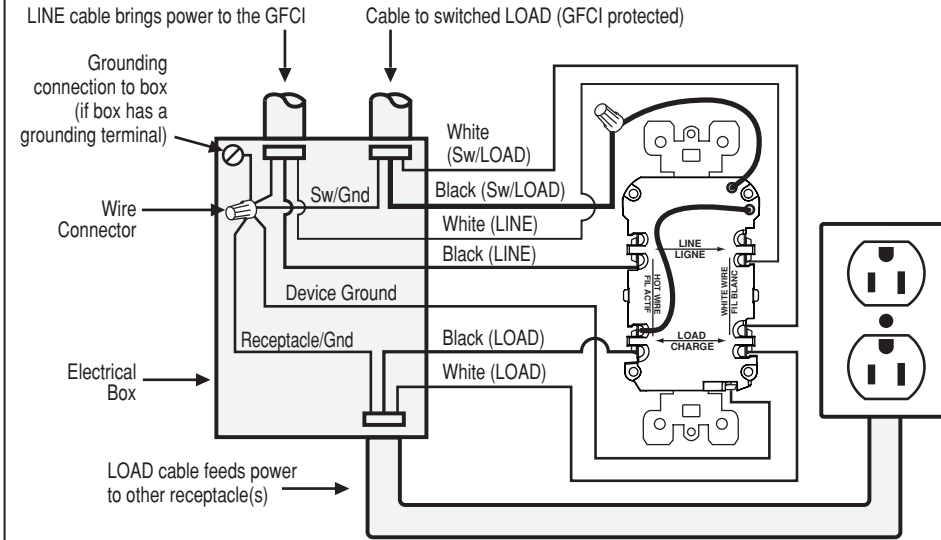 LINE cable brings power to the GFCI
Cable to switched LOAD (GFCI protected)
Grounding
connection to box
(if box has a
grounding terminal)
White
(Sw/LOAD)
Sw/Gnd
Black (Sw/LOAD)
Wire
Connector
White (LINE)
Black (LINE)
LINE
LIGNE
HOT WIRE
FIL ACTIF
WHITE WIRE
FIL BLANC
Device Ground
Receptacle/Gnd
Black (LOAD)
LOAD
CHARGE
White (LOAD)
Electrical
Box
LOAD cable feeds power
to other receptacle(s)